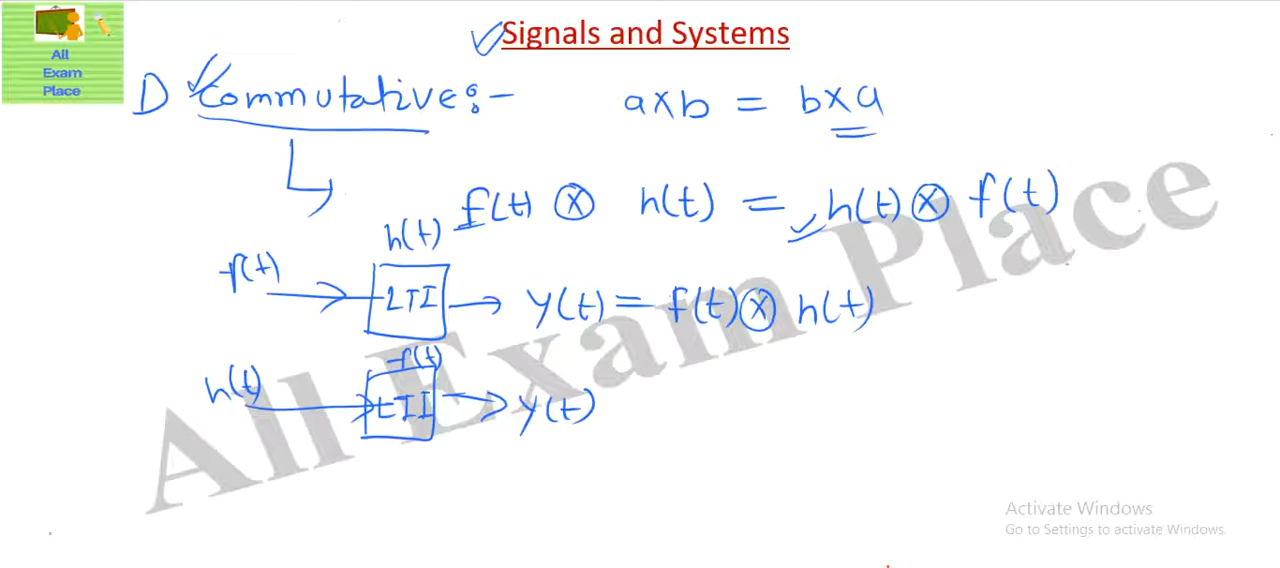 All
Exam
Place
Signals and Systems
1) Commutative:- a×b = b×a
f(t) ⊗ h(t) = h(t) ⊗ f(t)
h(t)
f(t) LTI y(t) = f(t) ⊗ h(t)
f(t)
h(t) LTI y(t)
All Exam Place
Activate Windows
Go to Settings to activate Windows.